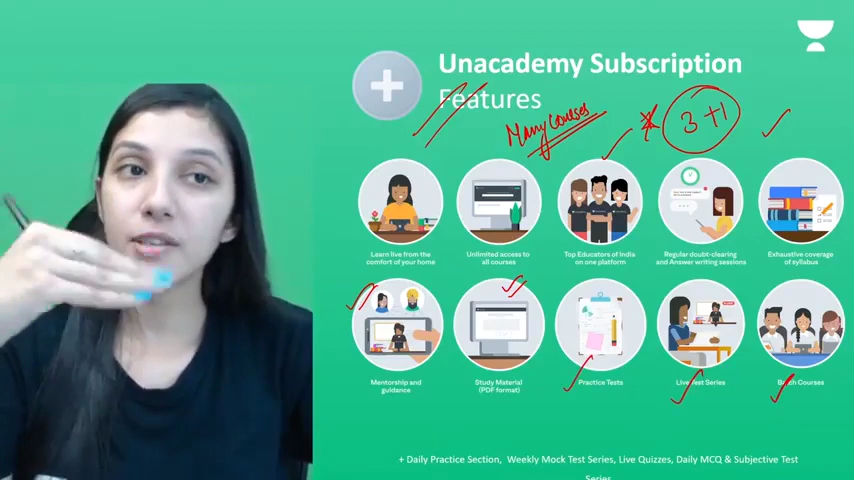 Unacademy Subscription
Features
Many courses
3 +1
Learn live from the
comfort of your home
Unlimited access to
all courses
Top Educators of India
on one platform
Regular doubt-clearing
and Answer writing sessions
Exhaustive coverage
of syllabus
Mentorship and
guidance
Study Material
(PDF format)
Practice Tests
Live Test Series
Batch Courses
+ Daily Practice Section, Weekly Mock Test Series, Live Quizzes, Daily MCQ & Subjective Test
Series